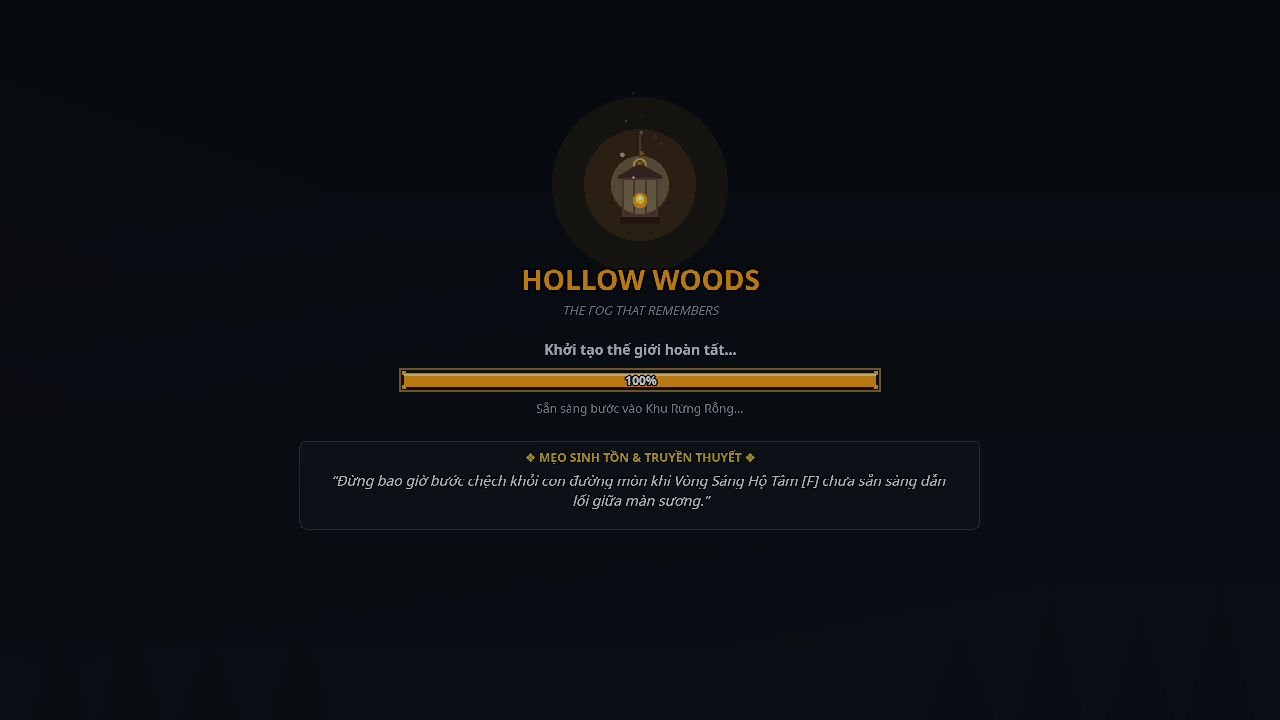 HOLLOW WOODS
THE FOG THAT REMEMBERS
Khởi tạo thế giới hoàn tất...
100%
Sẵn sàng bước vào Khu Rừng Rỗng...
❖ MẸO SINH TỒN & TRUYỀN THUYẾT ❖
“Đừng bao giờ bước chệch khỏi con đường mòn khi Vòng Sáng Hộ Tâm [F] chưa sẵn sàng dẫn
lối giữa màn sương.”